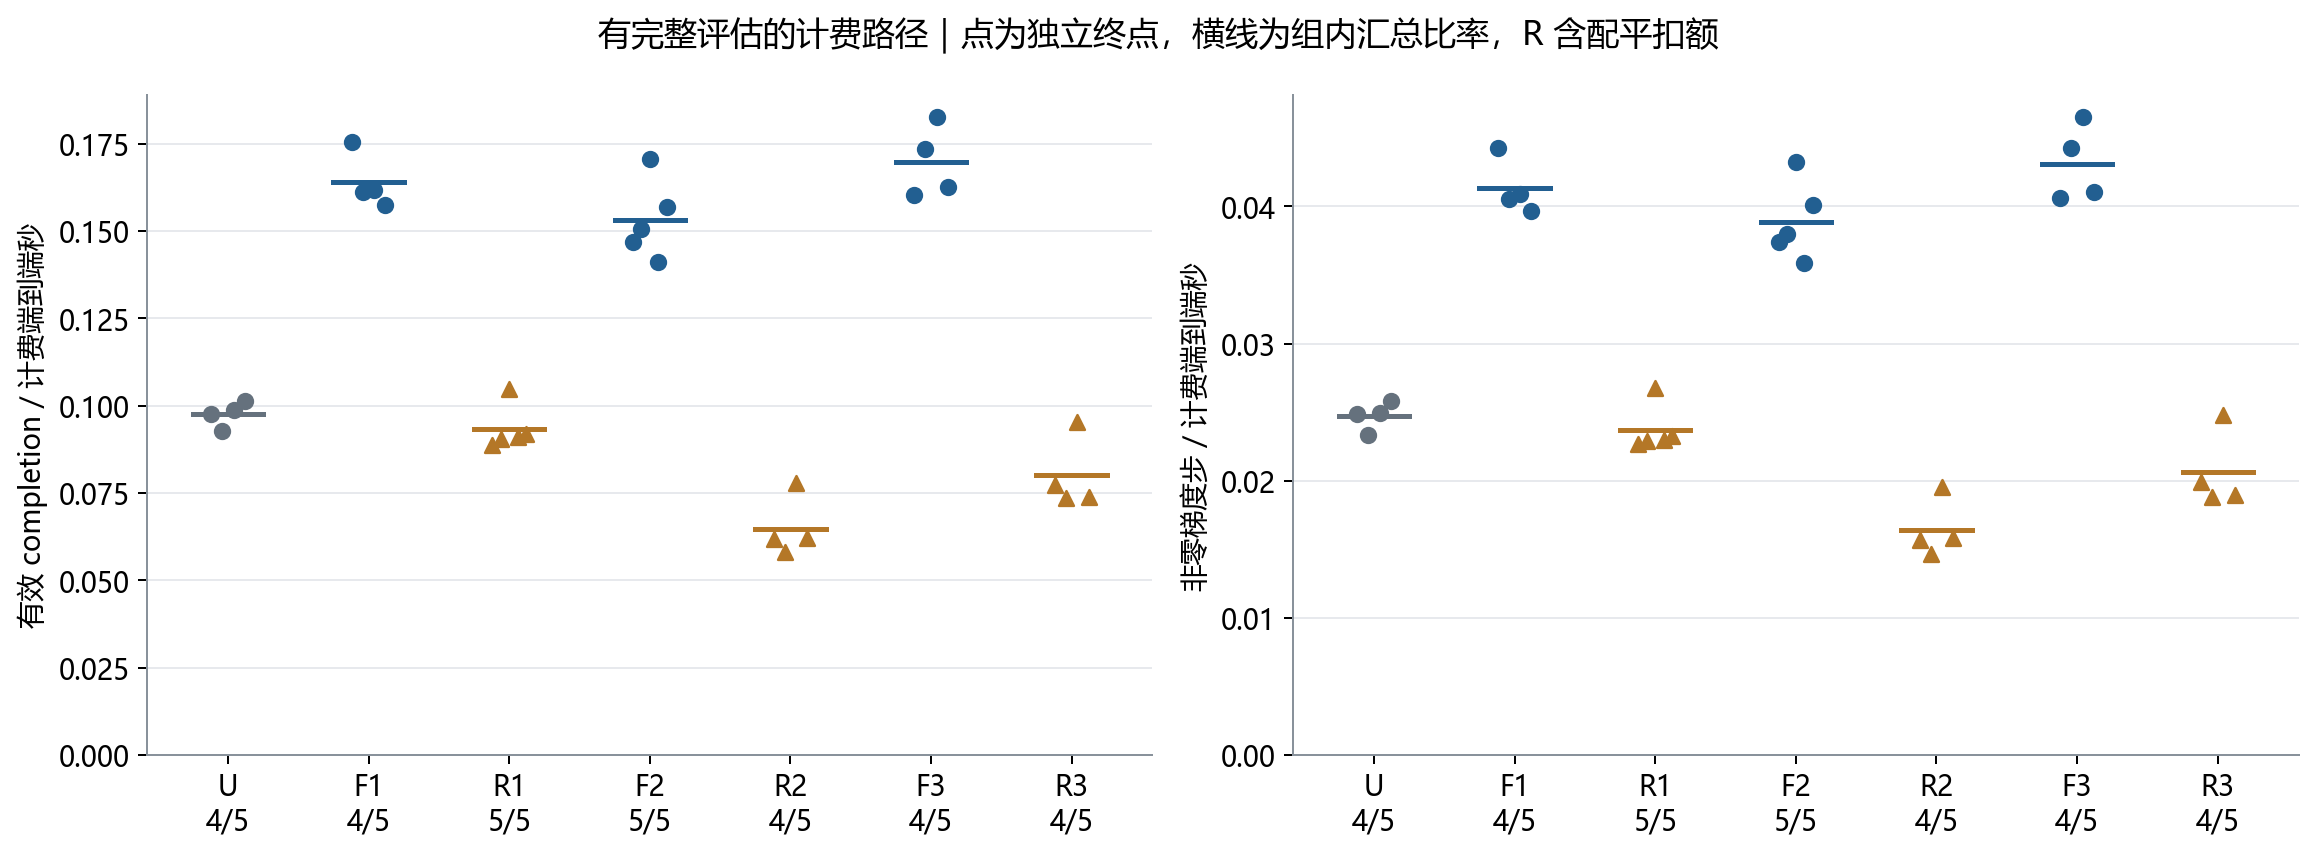 有完整评估的计费路径｜点为独立终点，横线为组内汇总比率，R 含配平扣额
有效 completion / 计费端到端秒
0.175
0.150
0.125
0.100
0.075
0.050
0.025
0.000
U F1 R1 F2 R2 F3 R3
4/5 4/5 5/5 5/5 4/5 4/5 4/5
非零梯度步 / 计费端到端秒
0.04
0.03
0.02
0.01
0.00
U F1 R1 F2 R2 F3 R3
4/5 4/5 5/5 5/5 4/5 4/5 4/5